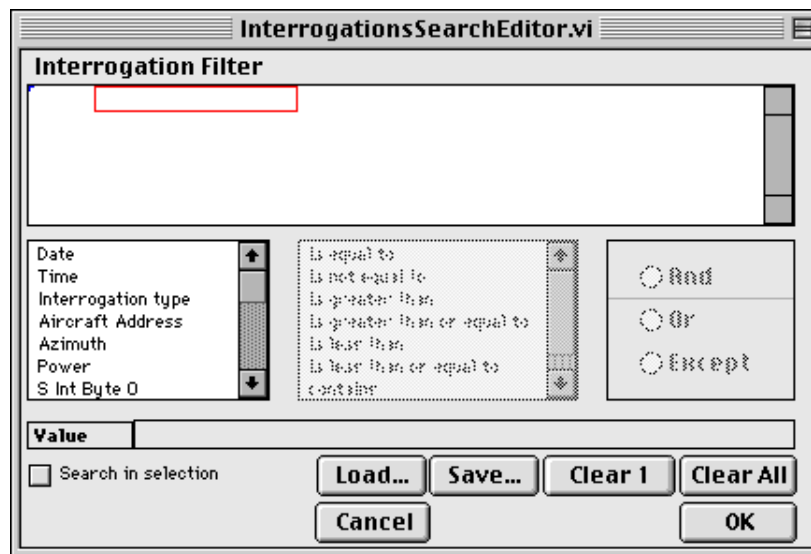 InterrogationsSearchEditor.vi
Interrogation Filter
Date
Time
Interrogation type
Aircraft Address
Azimuth
Power
S Int Byte 0
is equal to
is not equal to
is greater than
is greater than or equal to
is less than
is less than or equal to
contains
And
Or
Except
Value
Search in selection
Load...
Save...
Clear 1
Clear All
Cancel
OK